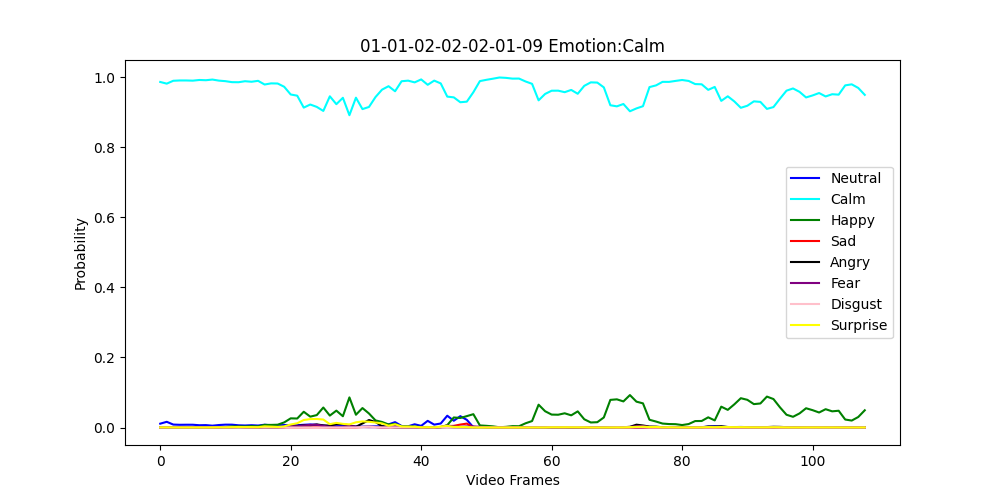 01-01-02-02-02-01-09 Emotion:Calm
1.0
0.8
0.6
0.4
0.2
0.0
Probability
Neutral
Calm
Happy
Sad
Angry
Fear
Disgust
Surprise
0 20 40 60 80 100
Video Frames